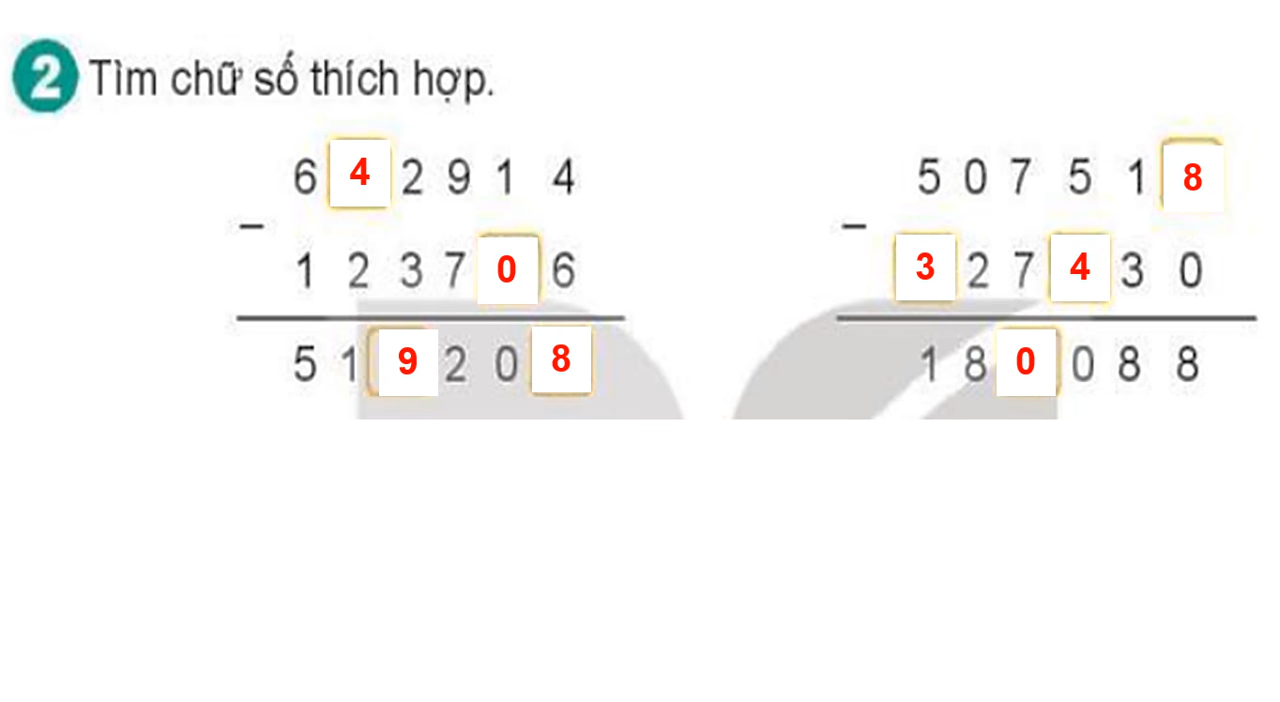 2 Tìm chữ số thích hợp.
6 4 2 9 1 4
−
1 2 3 7 0 6
5 1 9 2 0 8
5 0 7 5 1 8
−
3 2 7 4 3 0
1 8 0 0 8 8